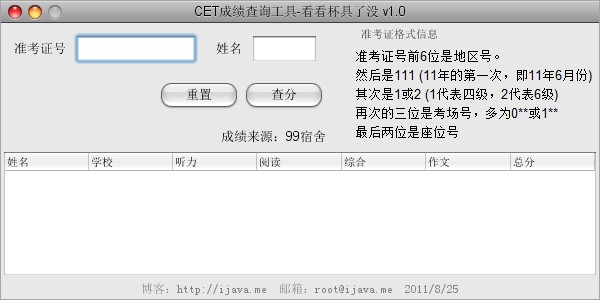 CET成绩查询工具-看看杯具了没 v1.0
准考证号 姓名
重置 查分
成绩来源：99宿舍
准考证格式信息
准考证号前6位是地区号。
然后是111 (11年的第一次，即11年6月份)
其次是1或2 (1代表四级，2代表6级)
再次的三位是考场号，多为0**或1**
最后两位是座位号
姓名 学校 听力 阅读 综合 作文 总分
博客：http://ijava.me 邮箱：root@ijava.me 2011/8/25